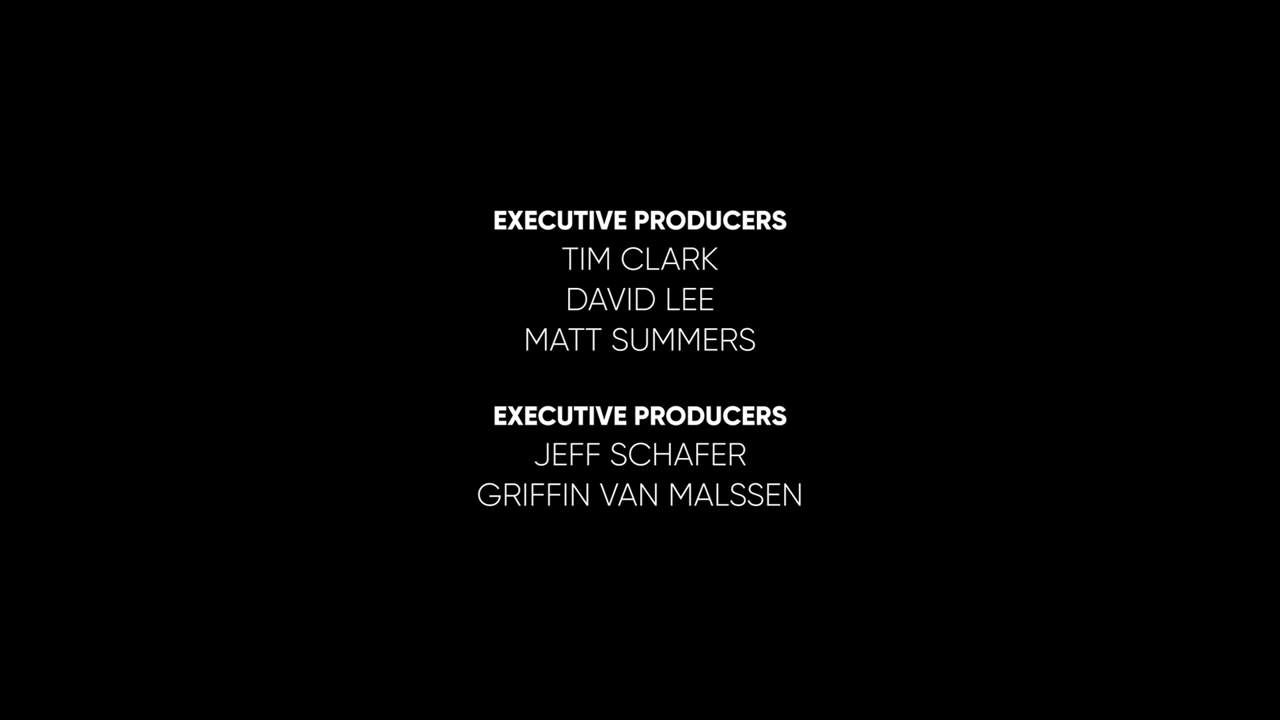 EXECUTIVE PRODUCERS
TIM CLARK
DAVID LEE
MATT SUMMERS
EXECUTIVE PRODUCERS
JEFF SCHAFER
GRIFFIN VAN MALSSEN